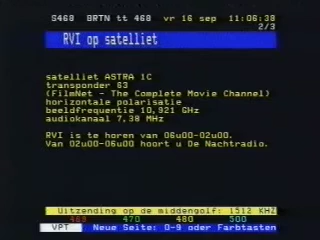 S468 BRTN tt 468 vr 16 sep 11:06:38
2/3
RVI op satelliet
satelliet ASTRA 1C
transponder 63
(FilmNet - The Complete Movie Channel)
horizontale polarisatie
beeldfrequentie 10,921 GHz
audiokanaal 7,38 MHz
RVI is te horen van 06u00-02u00.
Van 02u00-06u00 hoort u De Nachtradio.
Uitzending op de middengolf: 1512 KHZ
469 470 480 500
VPT Neue Seite: 0-9 oder Farbtasten